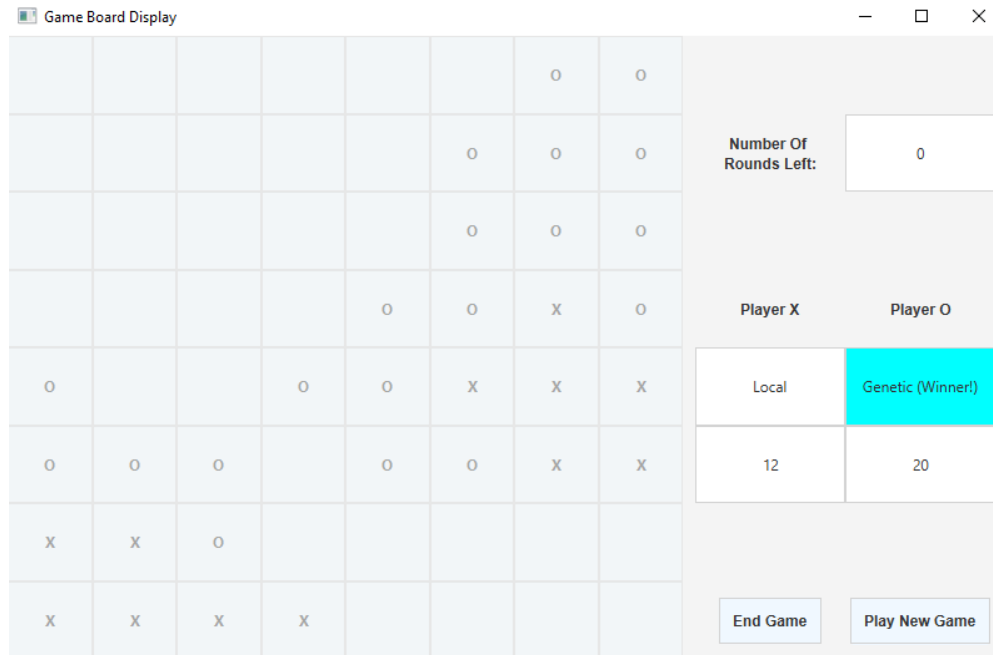 Game Board Display
O O
O O O
Number Of
Rounds Left:
0
O O O
O O X O
Player X Player O
O O O X X X
Local Genetic (Winner!)
O O O O O X X
12 20
X X O
X X X X
End Game Play New Game